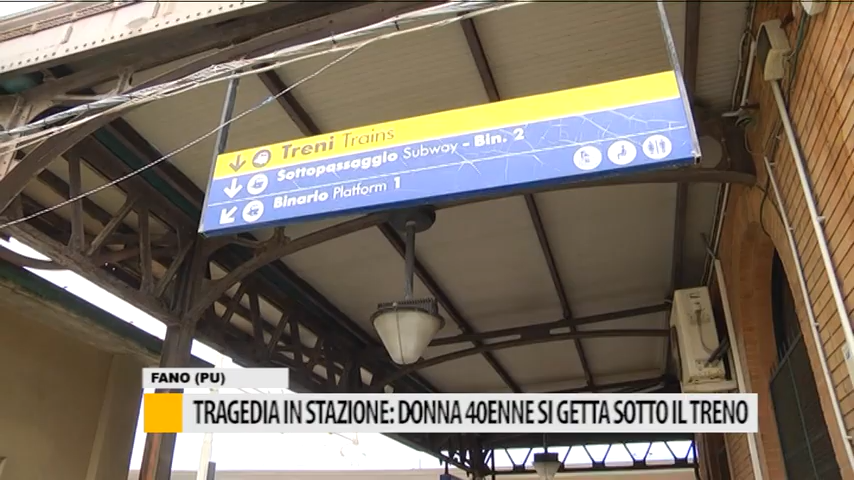 Treni Trains
Sottopassaggio Subway - Bin. 2
Binario Platform 1
FANO (PU)
TRAGEDIA IN STAZIONE: DONNA 40ENNE SI GETTA SOTTO IL TRENO